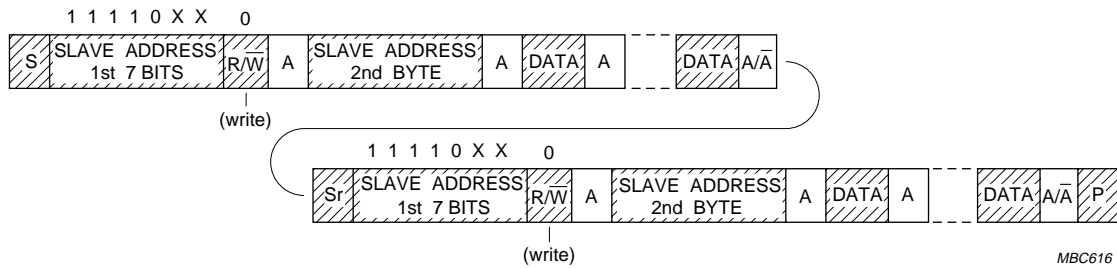 1 1 1 1 0 X X 0
S SLAVE ADDRESS 1st 7 BITS R/W̅ A SLAVE ADDRESS 2nd BYTE A DATA A DATA A/A̅
(write)
1 1 1 1 0 X X 0
Sr SLAVE ADDRESS 1st 7 BITS R/W̅ A SLAVE ADDRESS 2nd BYTE A DATA A DATA A/A̅ P
(write)
MBC616